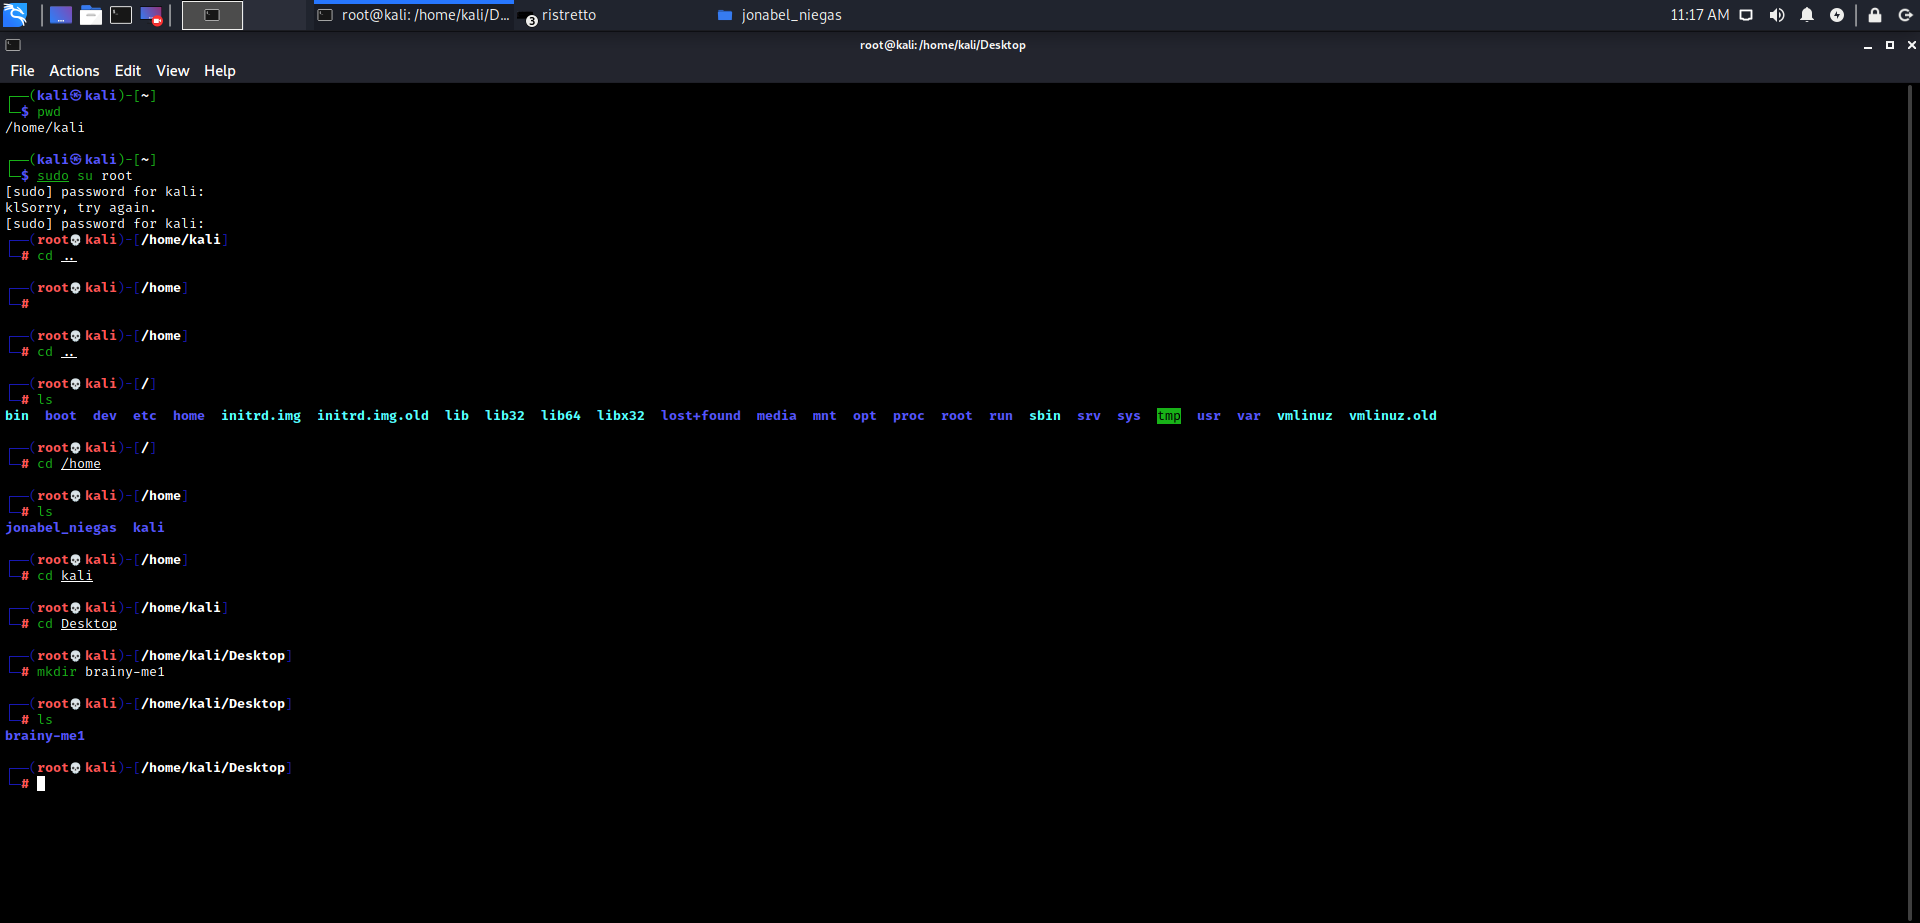 root@kali: /home/kali/D...
3
ristretto
jonabel_niegas
11:17 AM
root@kali: /home/kali/Desktop
File Actions Edit View Help
┌──(kali㉿kali)-[~]
└─$ pwd
/home/kali
┌──(kali㉿kali)-[~]
└─$ sudo su root
[sudo] password for kali:
klSorry, try again.
[sudo] password for kali:
┌──(root💀kali)-[/home/kali]
└─# cd ..
┌──(root💀kali)-[/home]
└─#
┌──(root💀kali)-[/home]
└─# cd ..
┌──(root💀kali)-[/]
└─# ls
bin boot dev etc home initrd.img initrd.img.old lib lib32 lib64 libx32 lost+found media mnt opt proc root run sbin srv sys tmp usr var vmlinuz vmlinuz.old
┌──(root💀kali)-[/]
└─# cd /home
┌──(root💀kali)-[/home]
└─# ls
jonabel_niegas kali
┌──(root💀kali)-[/home]
└─# cd kali
┌──(root💀kali)-[/home/kali]
└─# cd Desktop
┌──(root💀kali)-[/home/kali/Desktop]
└─# mkdir brainy-me1
┌──(root💀kali)-[/home/kali/Desktop]
└─# ls
brainy-me1
┌──(root💀kali)-[/home/kali/Desktop]
└─#